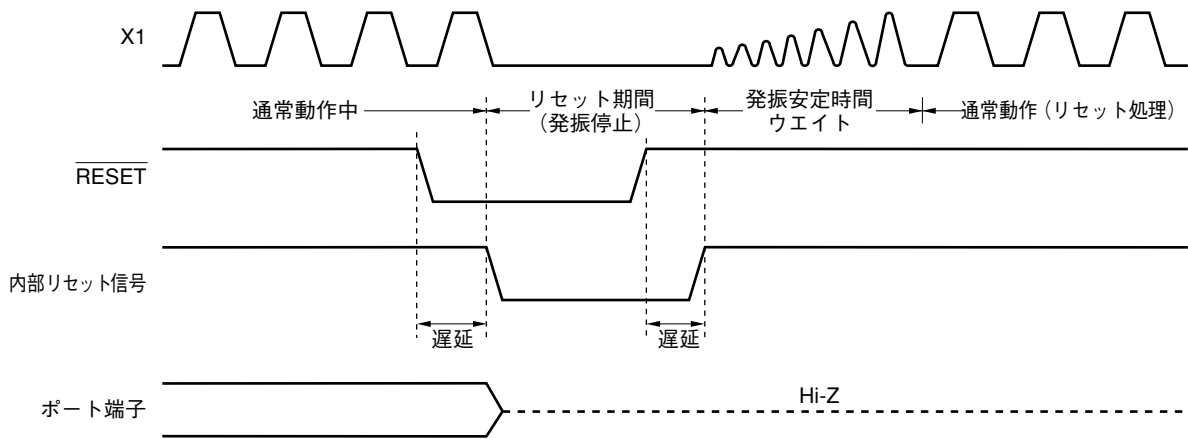 X1
通常動作中
リセット期間
(発振停止)
発振安定時間
ウエイト
通常動作(リセット処理)
RESET
内部リセット信号
遅延
遅延
ポート端子
Hi-Z